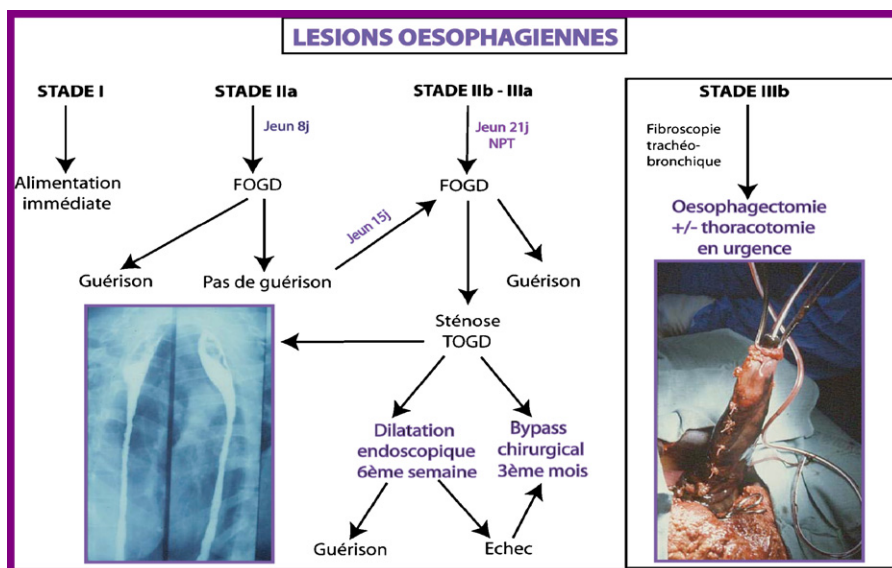 LESIONS OESOPHAGIENNES
STADE I
Alimentation
immédiate
STADE IIa
Jeun 8j
FOGD
Guérison
Pas de guérison
Jeun 15j
STADE IIb - IIIa
Jeun 21j
NPT
FOGD
Guérison
Sténose
TOGD
Dilatation
endoscopique
6ème semaine
Bypass
chirurgical
3ème mois
Guérison
Echec
STADE IIIb
Fibroscopie
trachéo-
bronchique
Oesophagectomie
+/- thoracotomie
en urgence